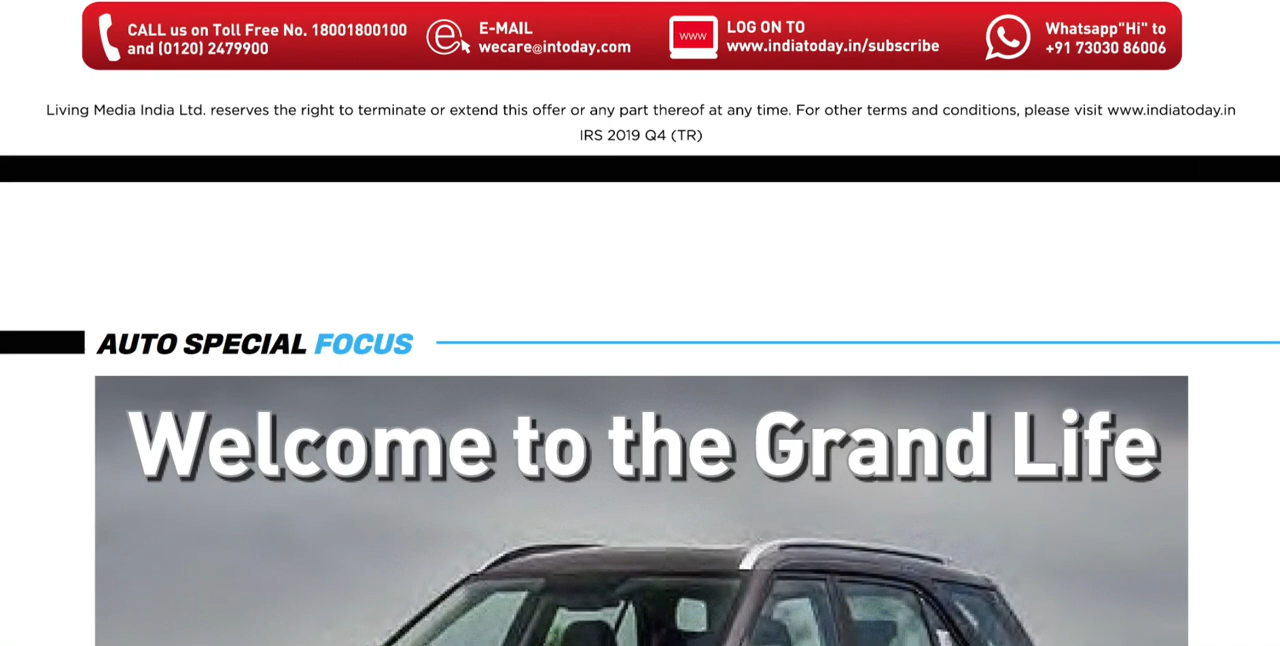 CALL us on Toll Free No. 18001800100
and (0120) 2479900
E-MAIL
wecare@intoday.com
www
LOG ON TO
www.indiatoday.in/subscribe
Whatsapp"Hi" to
+91 73030 86006
Living Media India Ltd. reserves the right to terminate or extend this offer or any part thereof at any time. For other terms and conditions, please visit www.indiatoday.in
IRS 2019 Q4 (TR)
AUTO SPECIAL FOCUS
Welcome to the Grand Life